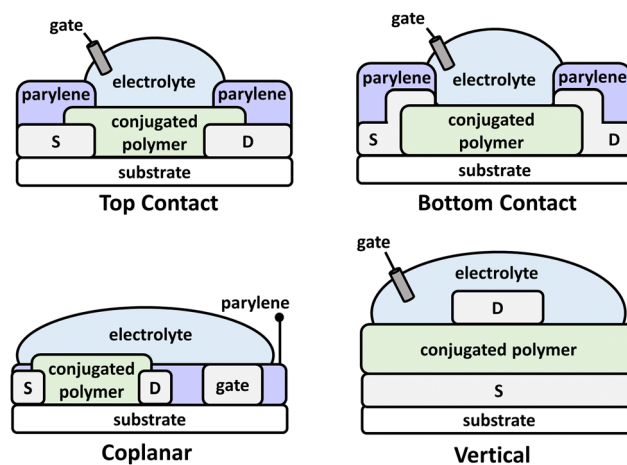 gate
electrolyte
parylene
parylene
conjugated
polymer
S
D
substrate
Top Contact
gate
electrolyte
parylene
parylene
conjugated
polymer
S
D
substrate
Bottom Contact
parylene
electrolyte
conjugated
polymer
S
D
gate
substrate
Coplanar
gate
electrolyte
D
conjugated polymer
S
substrate
Vertical